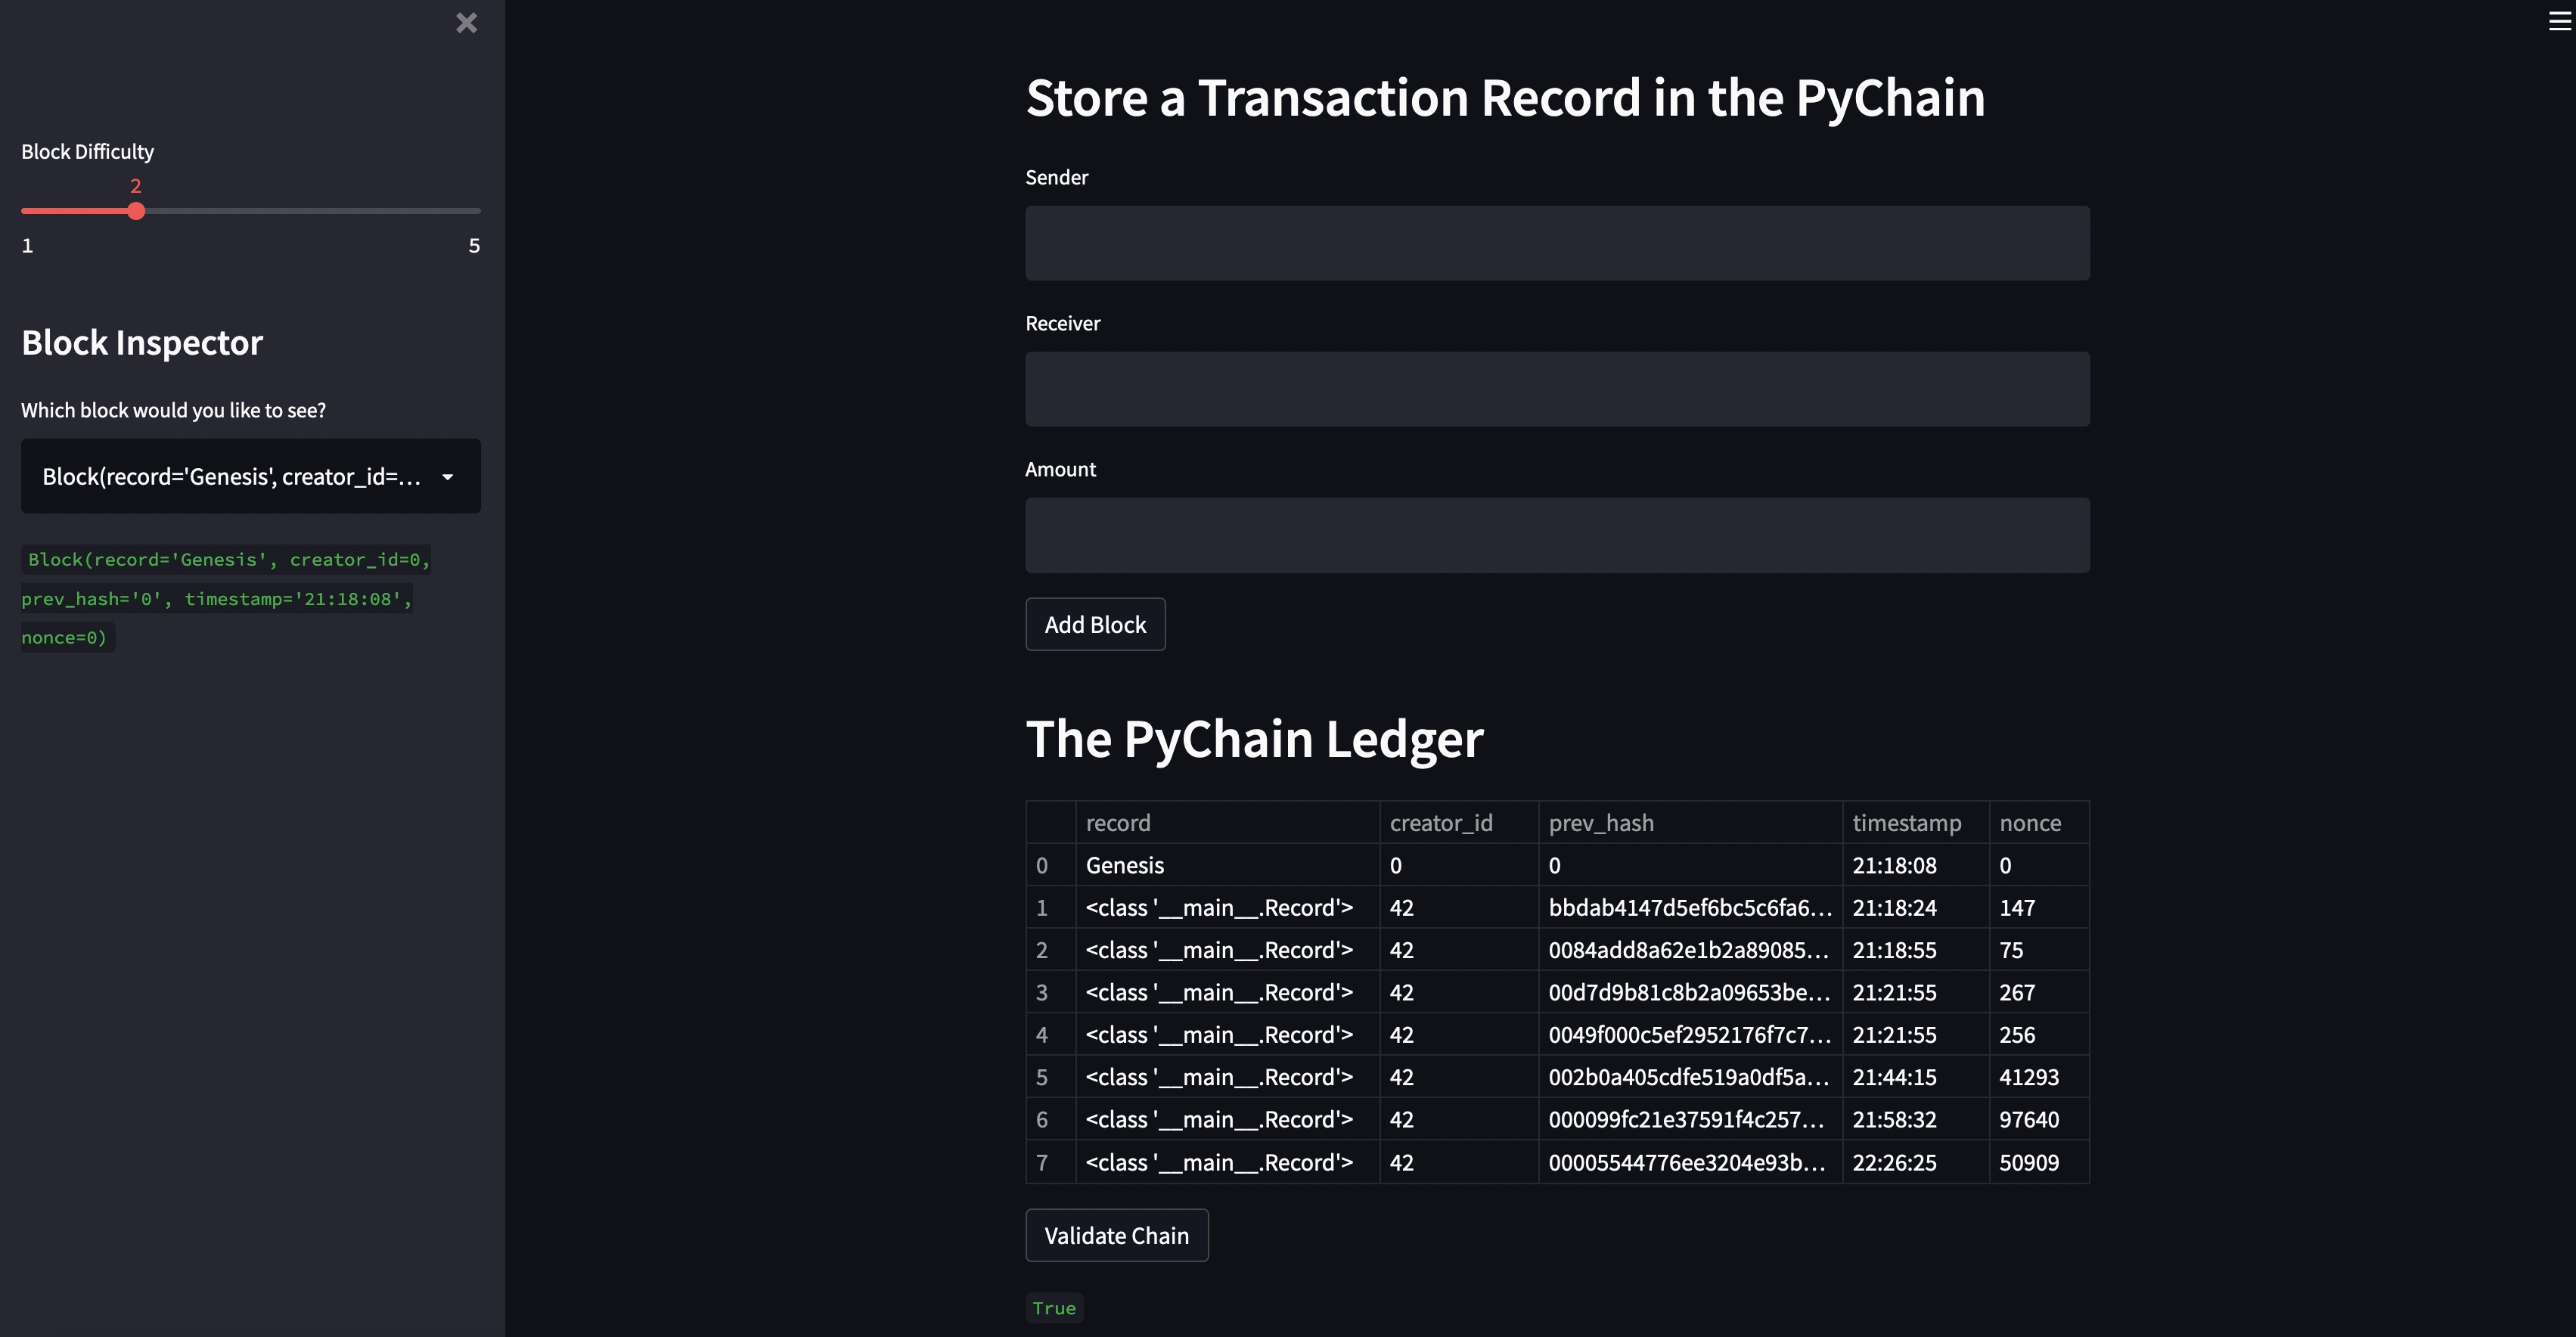 Block Difficulty
2
1 5
Block Inspector
Which block would you like to see?
Block(record='Genesis', creator_id=...
Block(record='Genesis', creator_id=0,
prev_hash='0', timestamp='21:18:08',
nonce=0)
Store a Transaction Record in the PyChain
Sender
Receiver
Amount
Add Block
The PyChain Ledger
record creator_id prev_hash timestamp nonce
0 Genesis 0 0 21:18:08 0
1 <class '__main__.Record'> 42 bbdab4147d5ef6bc5c6fa6... 21:18:24 147
2 <class '__main__.Record'> 42 0084add8a62e1b2a89085... 21:18:55 75
3 <class '__main__.Record'> 42 00d7d9b81c8b2a09653be... 21:21:55 267
4 <class '__main__.Record'> 42 0049f000c5ef2952176f7c7... 21:21:55 256
5 <class '__main__.Record'> 42 002b0a405cdfe519a0df5a... 21:44:15 41293
6 <class '__main__.Record'> 42 000099fc21e37591f4c257... 21:58:32 97640
7 <class '__main__.Record'> 42 00005544776ee3204e93b... 22:26:25 50909
Validate Chain
True